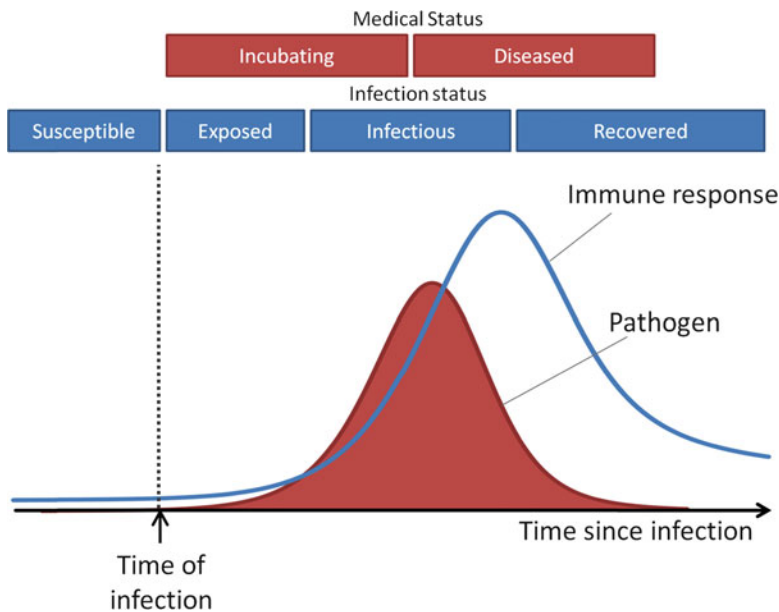 Medical Status
Incubating Diseased
Infection status
Susceptible Exposed Infectious Recovered
Immune response
Pathogen
Time since infection
Time of
infection